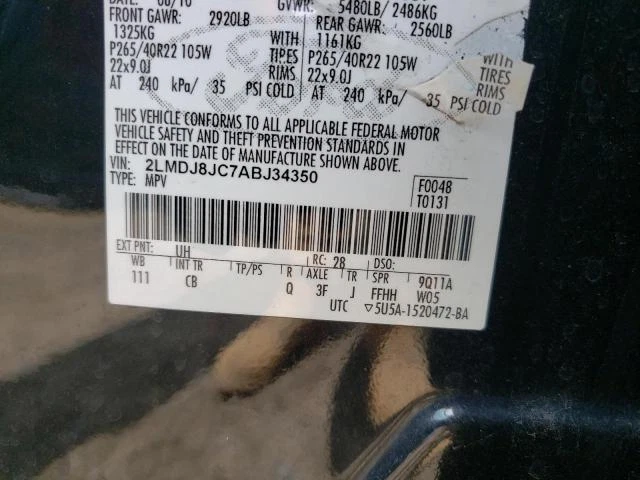 DATE: 08/10 GVWR: 5480LB/ 2486KG
FRONT GAWR: 2920LB REAR GAWR: 2560LB
1325KG WITH 1161KG WITH
P265/40R22 105W TIRES P265/40R22 105W TIRES
22x9.0J RIMS 22x9.0J RIMS
AT 240 kPa/ 35 PSI COLD AT 240 kPa/ 35 PSI COLD
THIS VEHICLE CONFORMS TO ALL APPLICABLE FEDERAL MOTOR
VEHICLE SAFETY AND THEFT PREVENTION STANDARDS IN
EFFECT ON THE DATE OF MANUFACTURE SHOWN ABOVE.
VIN: 2LMDJ8JC7ABJ34350
TYPE: MPV
F0048
T0131
EXT PNT: UH RC: 28 DSO:
WB INT TR TP/PS R AXLE TR SPR 9Q11A
111 CB Q 3F J FFHH W05
UTC ▽5U5A-1520472-BA